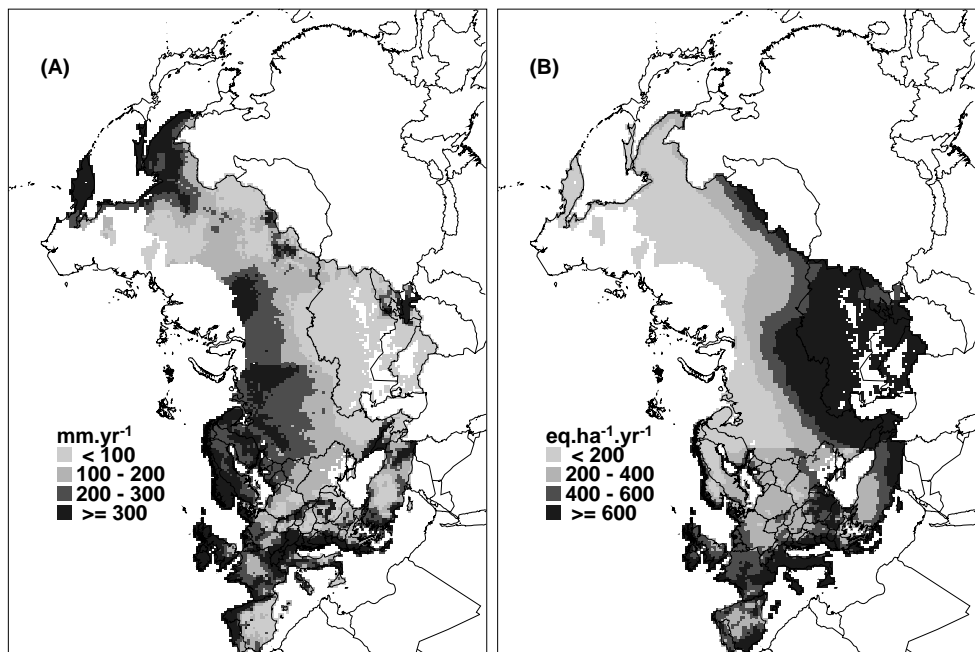 (A)
mm.yr⁻¹
< 100
100 - 200
200 - 300
>= 300
(B)
eq.ha⁻¹.yr⁻¹
< 200
200 - 400
400 - 600
>= 600